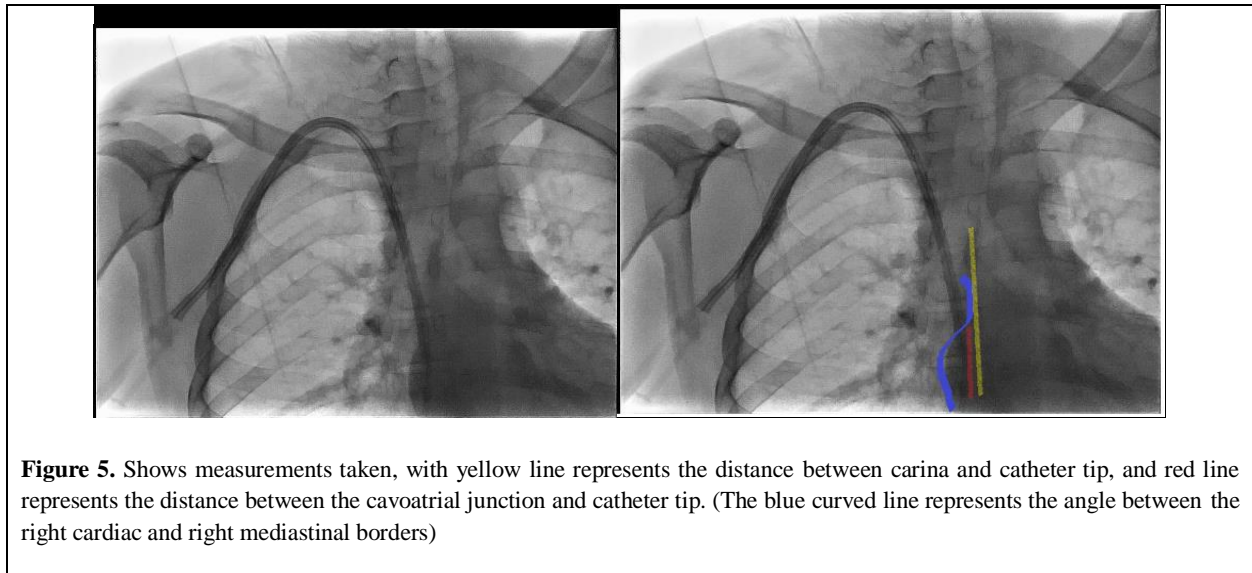 Figure 5. Shows measurements taken, with yellow line represents the distance between carina and catheter tip, and red line
represents the distance between the cavoatrial junction and catheter tip. (The blue curved line represents the angle between the
right cardiac and right mediastinal borders)